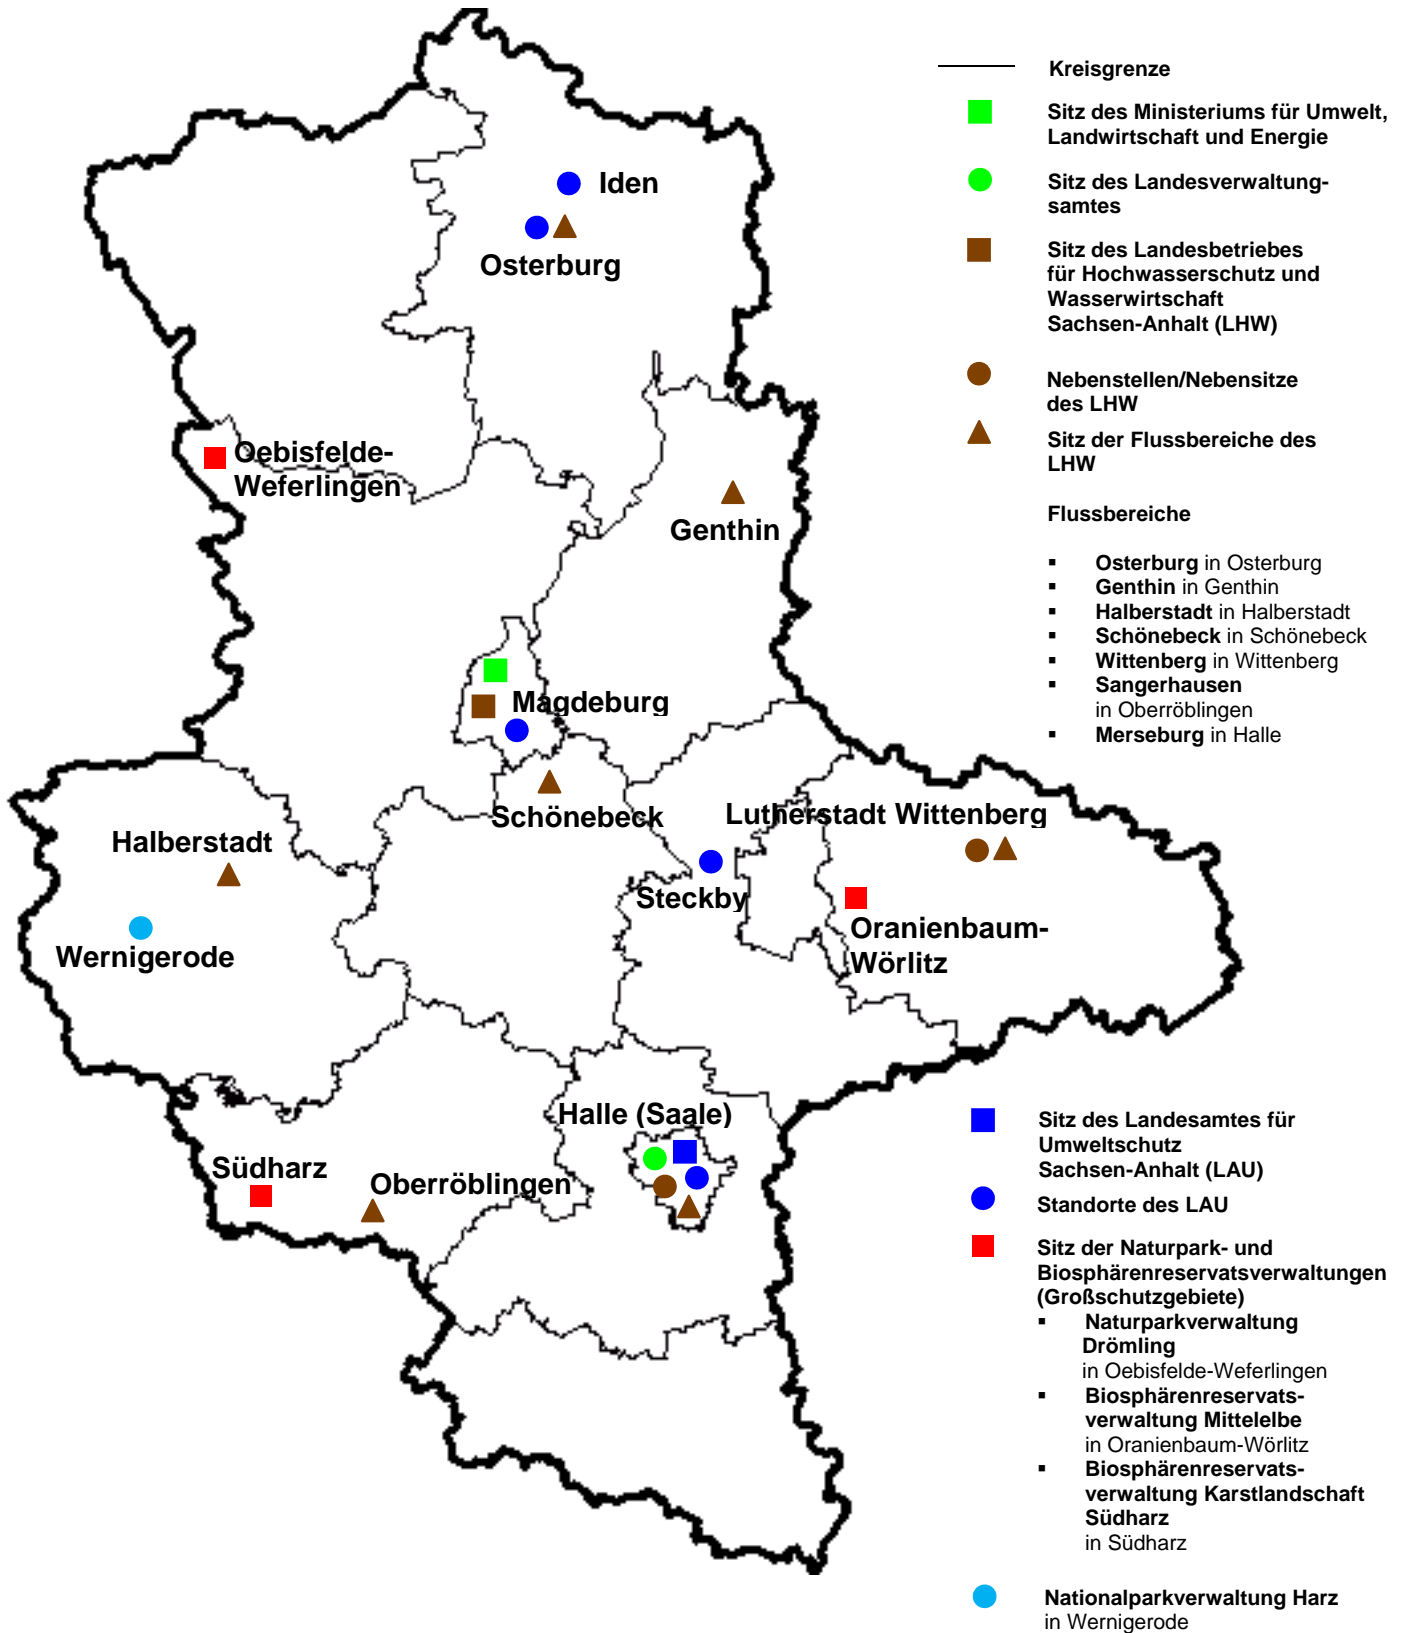 Iden
Osterburg
Oebisfelde-
Weferlingen
Genthin
Magdeburg
Schönebeck
Lutherstadt Wittenberg
Halberstadt
Steckby
Oranienbaum-
Wörlitz
Wernigerode
Halle (Saale)
Südharz
Oberröblingen
Kreisgrenze
Sitz des Ministeriums für Umwelt,
Landwirtschaft und Energie
Sitz des Landesverwaltung-
samtes
Sitz des Landesbetriebes
für Hochwasserschutz und
Wasserwirtschaft
Sachsen-Anhalt (LHW)
Nebenstellen/Nebensitze
des LHW
Sitz der Flussbereiche des
LHW
Flussbereiche
▪ Osterburg in Osterburg
▪ Genthin in Genthin
▪ Halberstadt in Halberstadt
▪ Schönebeck in Schönebeck
▪ Wittenberg in Wittenberg
▪ Sangerhausen
in Oberröblingen
▪ Merseburg in Halle
Sitz des Landesamtes für
Umweltschutz
Sachsen-Anhalt (LAU)
Standorte des LAU
Sitz der Naturpark- und
Biosphärenreservatsverwaltungen
(Großschutzgebiete)
▪ Naturparkverwaltung
Drömling
in Oebisfelde-Weferlingen
▪ Biosphärenreservats-
verwaltung Mittelelbe
in Oranienbaum-Wörlitz
▪ Biosphärenreservats-
verwaltung Karstlandschaft
Südharz
in Südharz
Nationalparkverwaltung Harz
in Wernigerode